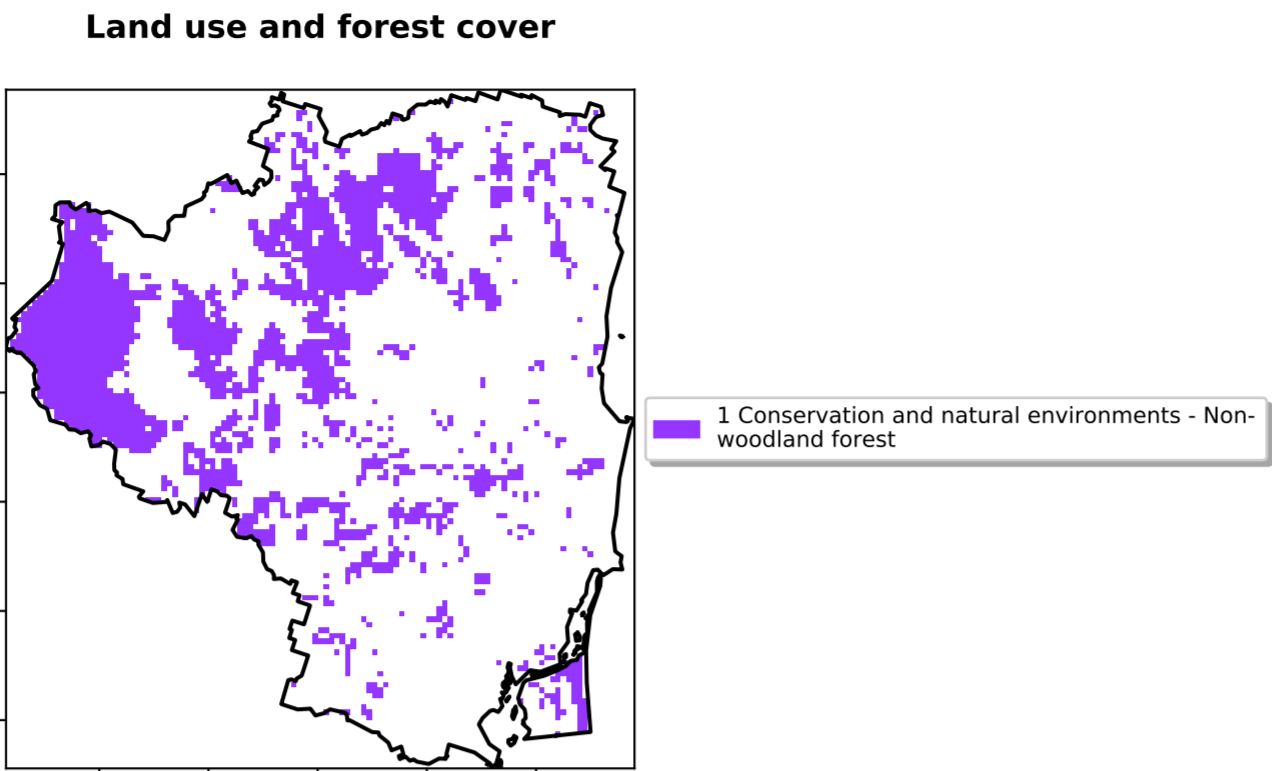 Land use and forest cover
1 Conservation and natural environments - Non-
woodland forest